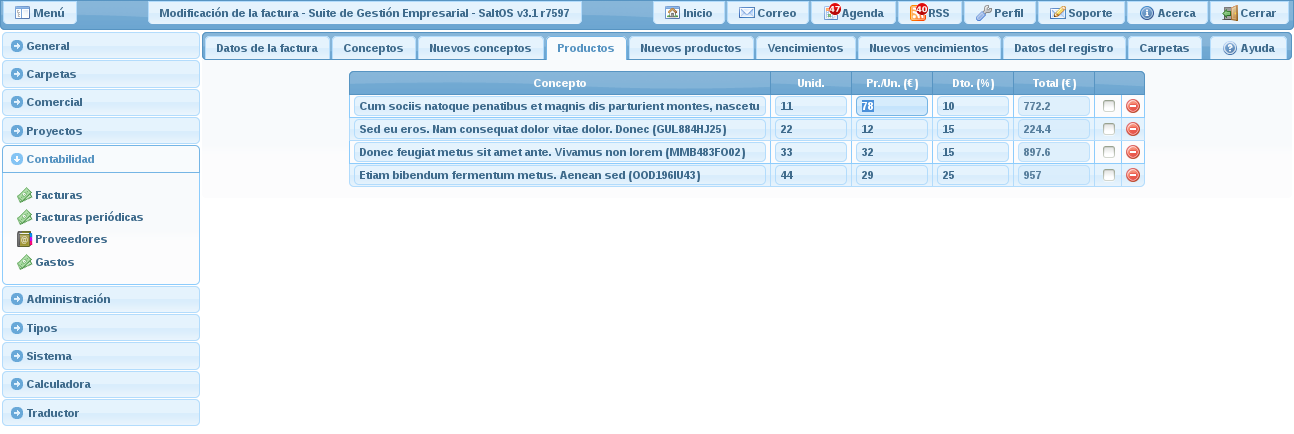 Menú Modificación de la factura - Suite de Gestión Empresarial - SaltOS v3.1 r7597 Inicio Correo 47 Agenda 40 RSS Perfil Soporte Acerca Cerrar
General
Carpetas
Comercial
Proyectos
Contabilidad
Facturas
Facturas periódicas
Proveedores
Gastos
Administración
Tipos
Sistema
Calculadora
Traductor
Datos de la factura Conceptos Nuevos conceptos Productos Nuevos productos Vencimientos Nuevos vencimientos Datos del registro Carpetas Ayuda
Concepto Unid. Pr./Un. (€) Dto. (%) Total (€)
Cum sociis natoque penatibus et magnis dis parturient montes, nascetu 11 78 10 772.2
Sed eu eros. Nam consequat dolor vitae dolor. Donec (GUL884HJ25) 22 12 15 224.4
Donec feugiat metus sit amet ante. Vivamus non lorem (MMB483FO02) 33 32 15 897.6
Etiam bibendum fermentum metus. Aenean sed (OOD196IU43) 44 29 25 957